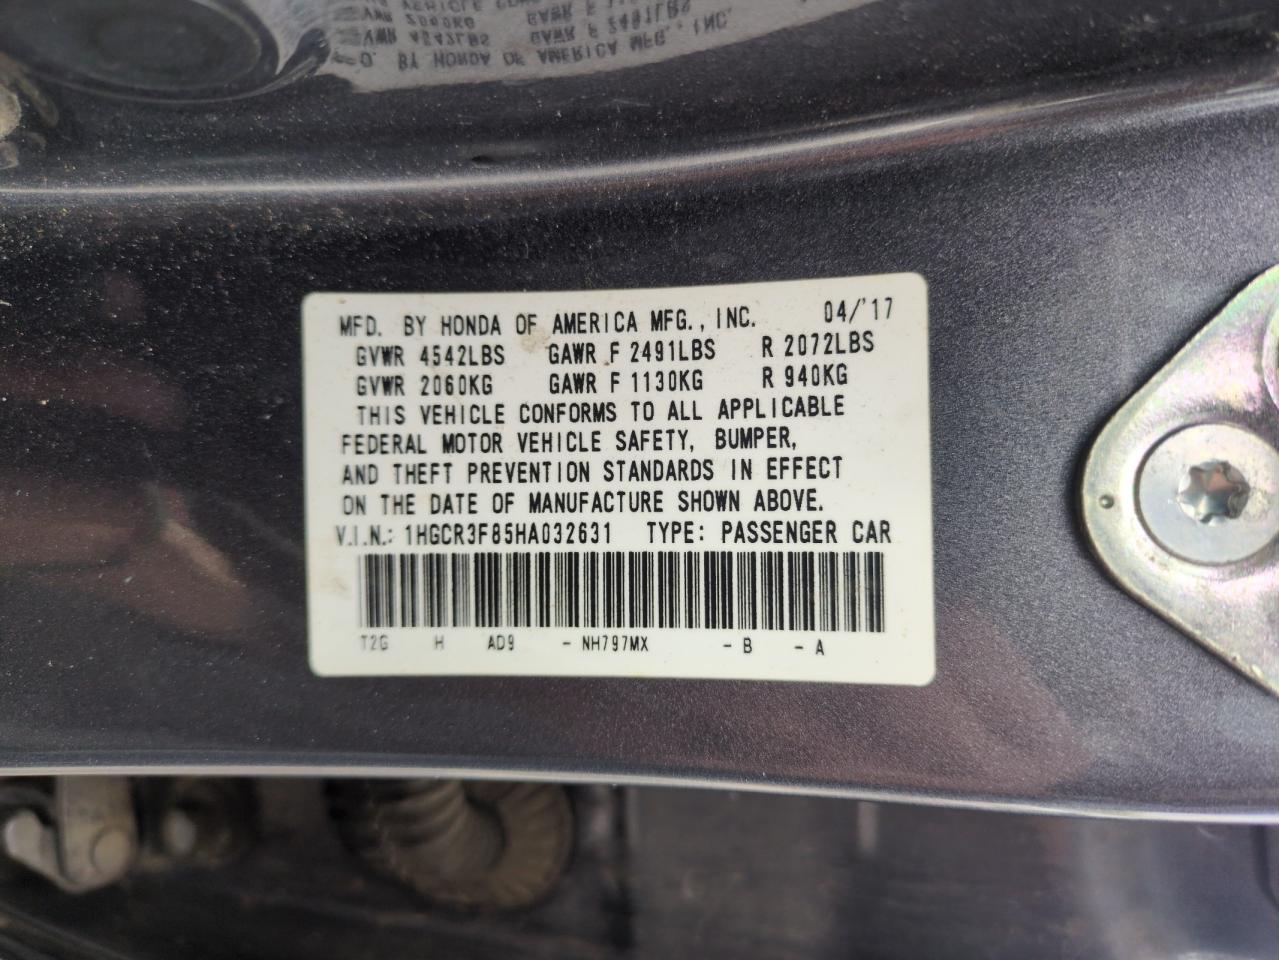 MFD. BY HONDA OF AMERICA MFG., INC. 04/'17
GVWR 4542LBS GAWR F 2491LBS R 2072LBS
GVWR 2060KG GAWR F 1130KG R 940KG
THIS VEHICLE CONFORMS TO ALL APPLICABLE
FEDERAL MOTOR VEHICLE SAFETY, BUMPER,
AND THEFT PREVENTION STANDARDS IN EFFECT
ON THE DATE OF MANUFACTURE SHOWN ABOVE.
V.I.N.: 1HGCR3F85HA032631 TYPE: PASSENGER CAR
T2G H AD9 - NH797MX - B - A